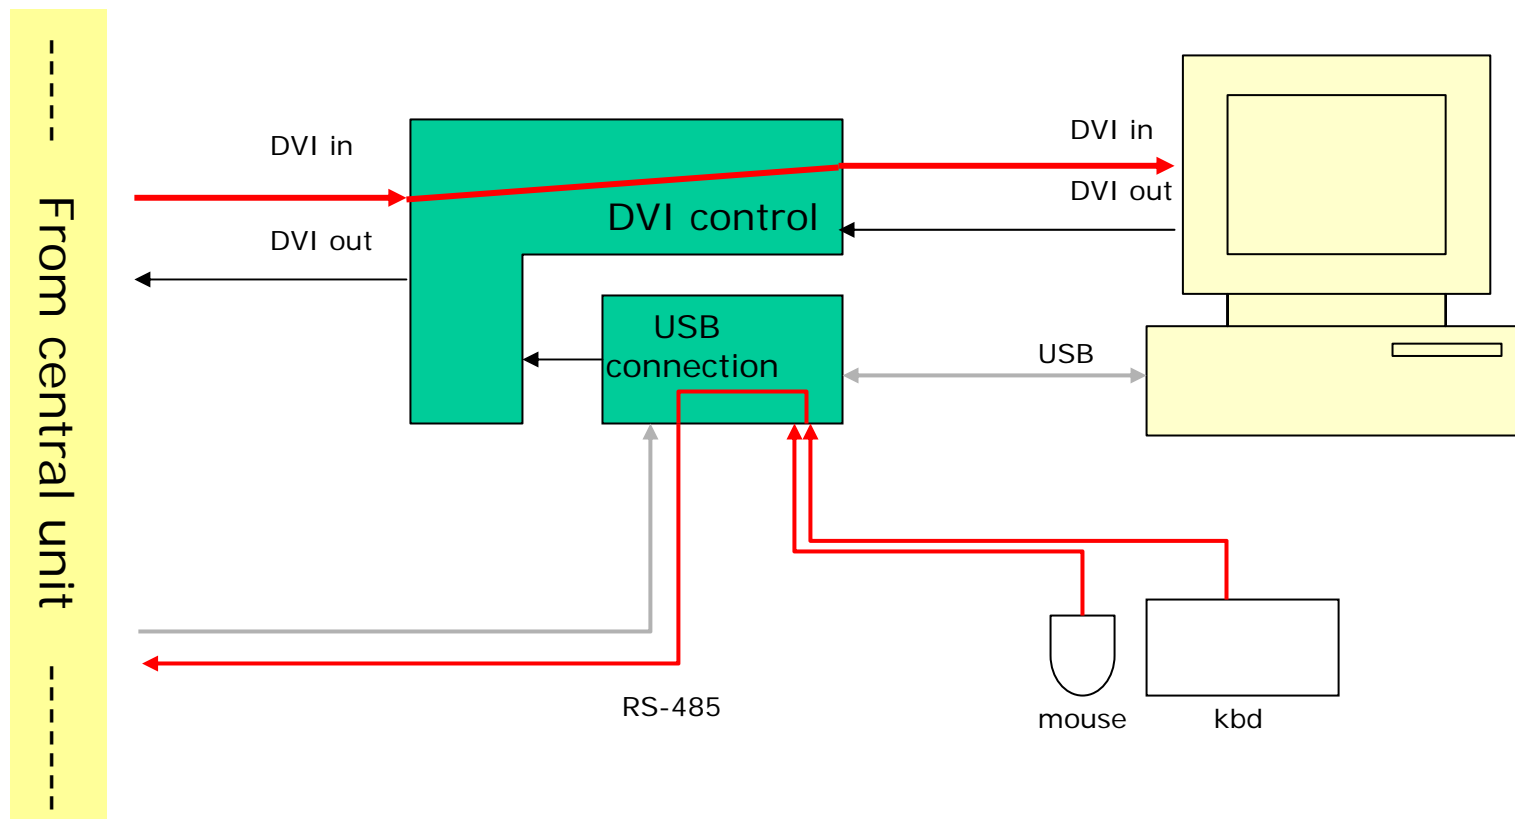 From central unit
DVI in
DVI out
DVI control
DVI in
DVI out
USB
connection
USB
RS-485
mouse
kbd